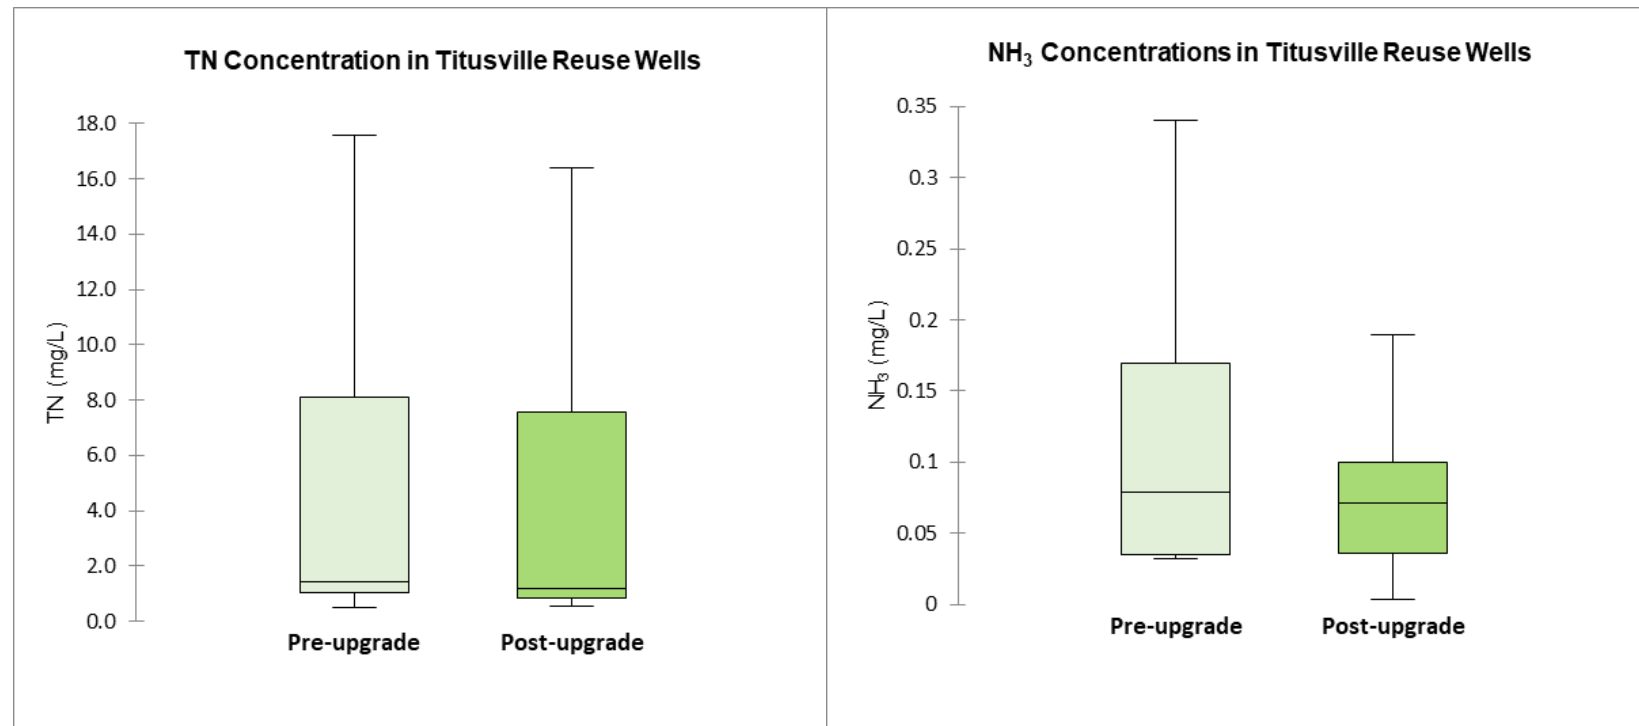 TN Concentration in Titusville Reuse Wells
18.0
16.0
14.0
12.0
10.0
8.0
6.0
4.0
2.0
0.0
TN (mg/L)
Pre-upgrade
Post-upgrade
NH₃ Concentrations in Titusville Reuse Wells
0.35
0.3
0.25
0.2
0.15
0.1
0.05
0
NH₃ (mg/L)
Pre-upgrade
Post-upgrade